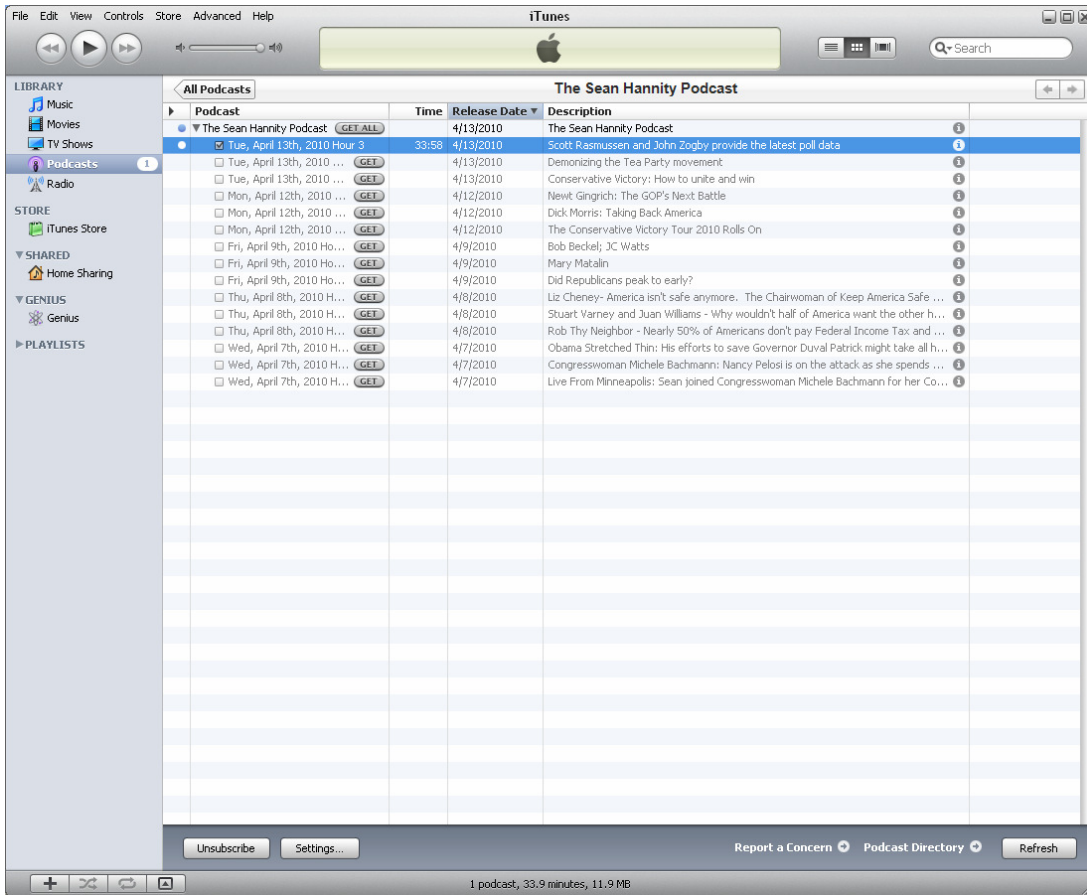 File Edit View Controls Store Advanced Help
iTunes
Search
LIBRARY
Music
Movies
TV Shows
Podcasts 1
Radio
STORE
iTunes Store
SHARED
Home Sharing
GENIUS
Genius
PLAYLISTS
All Podcasts
The Sean Hannity Podcast
Podcast Time Release Date Description
The Sean Hannity Podcast GET ALL 4/13/2010 The Sean Hannity Podcast
Tue, April 13th, 2010 Hour 3 33:58 4/13/2010 Scott Rasmussen and John Zogby provide the latest poll data
Tue, April 13th, 2010 ... GET 4/13/2010 Demonizing the Tea Party movement
Tue, April 13th, 2010 ... GET 4/13/2010 Conservative Victory: How to unite and win
Mon, April 12th, 2010 ... GET 4/12/2010 Newt Gingrich: The GOP's Next Battle
Mon, April 12th, 2010 ... GET 4/12/2010 Dick Morris: Taking Back America
Mon, April 12th, 2010 ... GET 4/12/2010 The Conservative Victory Tour 2010 Rolls On
Fri, April 9th, 2010 Ho... GET 4/9/2010 Bob Beckel; JC Watts
Fri, April 9th, 2010 Ho... GET 4/9/2010 Mary Matalin
Fri, April 9th, 2010 Ho... GET 4/9/2010 Did Republicans peak to early?
Thu, April 8th, 2010 H... GET 4/8/2010 Liz Cheney- America isn't safe anymore. The Chairwoman of Keep America Safe ...
Thu, April 8th, 2010 H... GET 4/8/2010 Stuart Varney and Juan Williams - Why wouldn't half of America want the other h...
Thu, April 8th, 2010 H... GET 4/8/2010 Rob Thy Neighbor - Nearly 50% of Americans don't pay Federal Income Tax and ...
Wed, April 7th, 2010 H... GET 4/7/2010 Obama Stretched Thin: His efforts to save Governor Duval Patrick might take all h...
Wed, April 7th, 2010 H... GET 4/7/2010 Congresswoman Michele Bachmann: Nancy Pelosi is on the attack as she spends ...
Wed, April 7th, 2010 H... GET 4/7/2010 Live From Minneapolis: Sean joined Congresswoman Michele Bachmann for her Co...
Unsubscribe Settings... Report a Concern Podcast Directory Refresh
1 podcast, 33.9 minutes, 11.9 MB